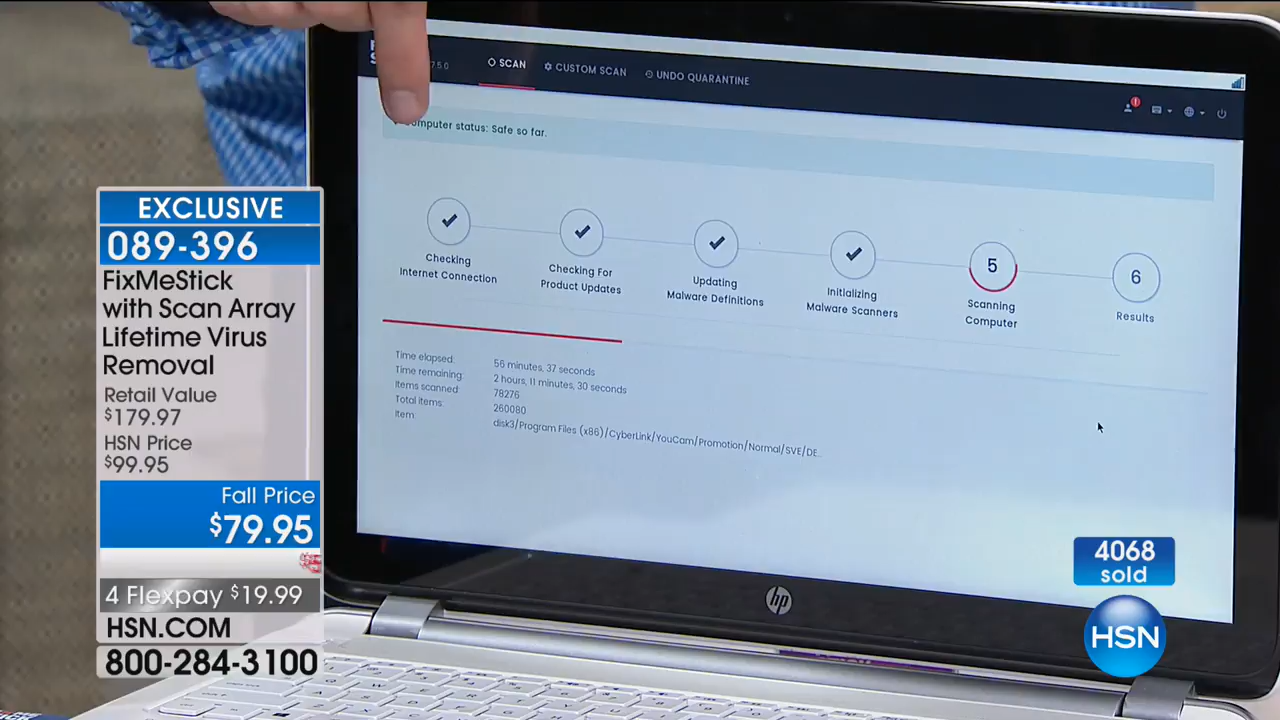 7.5.0
SCAN
CUSTOM SCAN
UNDO QUARANTINE
Computer status: Safe so far.
Checking
Internet Connection
Checking For
Product Updates
Updating
Malware Definitions
Initializing
Malware Scanners
5
Scanning
Computer
6
Results
Time elapsed: 56 minutes, 37 seconds
Time remaining: 2 hours, 11 minutes, 30 seconds
Items scanned: 78276
Total items: 260080
Item: disk3/Program Files (x86)/CyberLink/YouCam/Promotion/Normal/SVE/DE...
hp
EXCLUSIVE
089-396
FixMeStick
with Scan Array
Lifetime Virus
Removal
Retail Value
$179.97
HSN Price
$99.95
Fall Price
$79.95
4 Flexpay $19.99
HSN.COM
800-284-3100
4068
sold
HSN